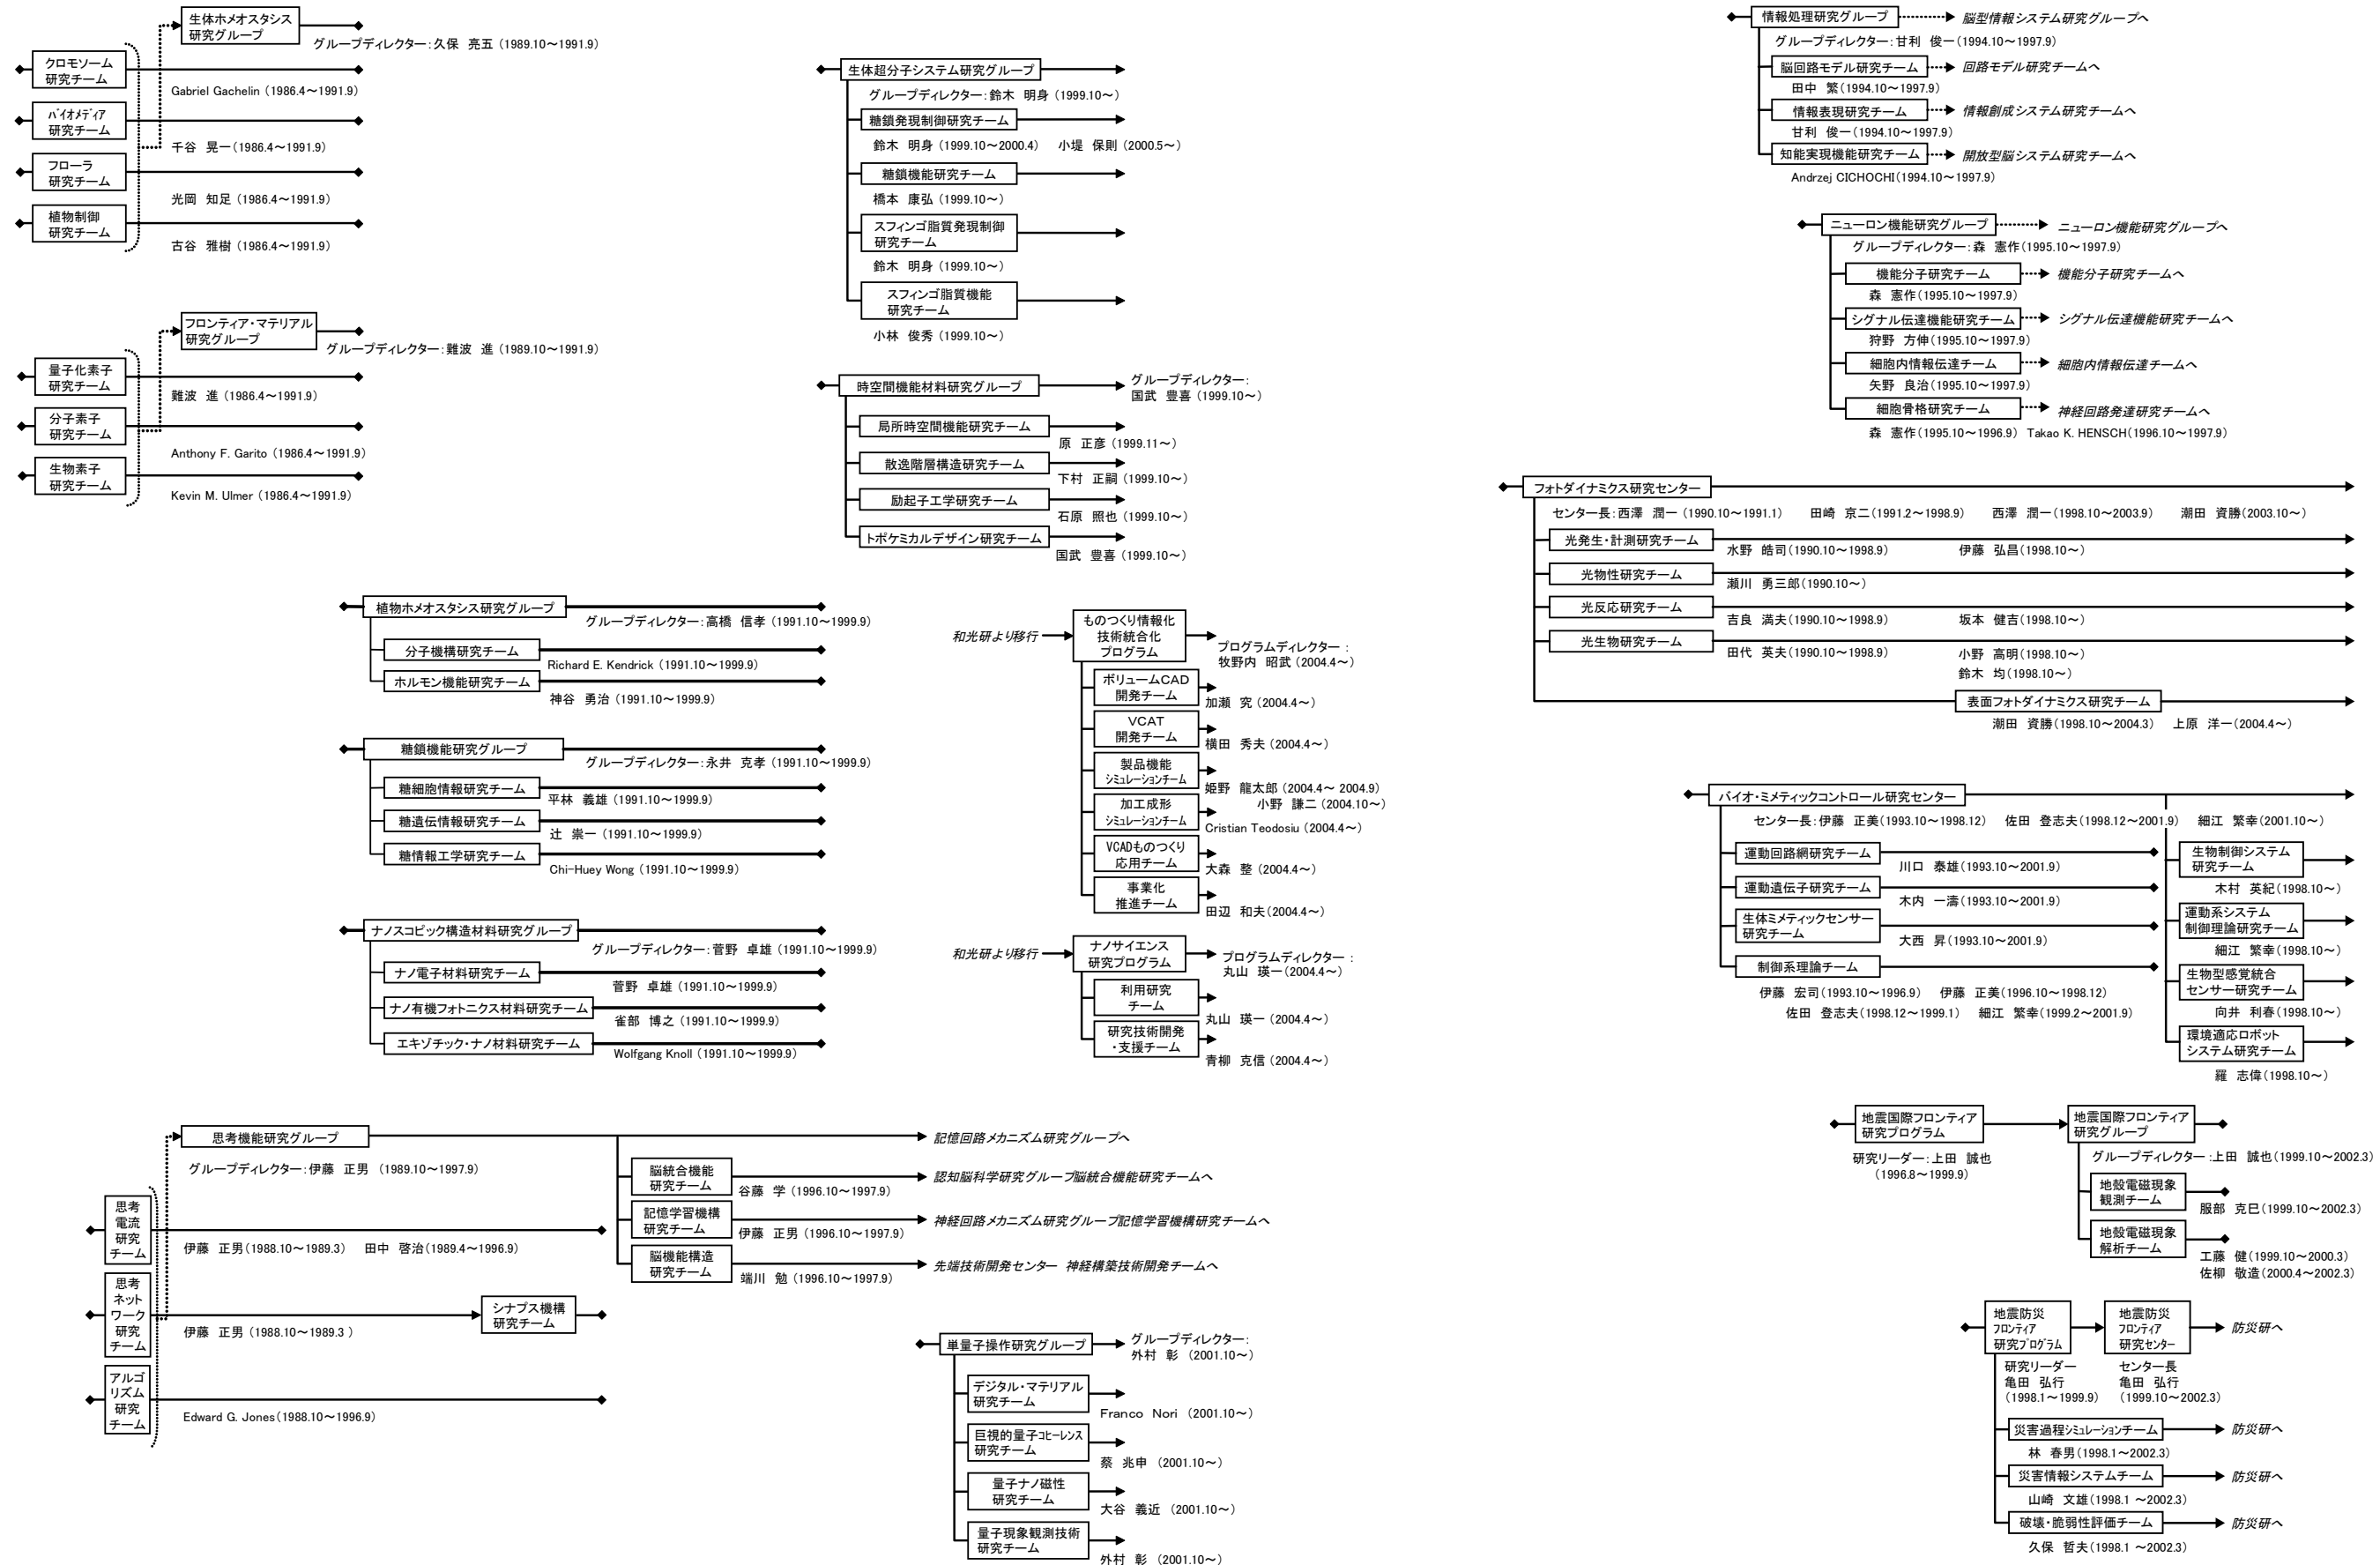 生体ホメオスタシス
研究グループ
グループディレクター：久保 亮五 （1989.10～1991.9）
クロモソーム
研究チーム
Gabriel Gachelin （1986.4～1991.9）
バイオメディア
研究チーム
千谷 晃一（1986.4～1991.9）
フローラ
研究チーム
光岡 知足 （1986.4～1991.9）
植物制御
研究チーム
古谷 雅樹 （1986.4～1991.9）
フロンティア・マテリアル
研究グループ
グループディレクター：難波 進 （1989.10～1991.9）
量子化素子
研究チーム
難波 進 （1986.4～1991.9）
分子素子
研究チーム
Anthony F. Garito （1986.4～1991.9）
生物素子
研究チーム
Kevin M. Ulmer （1986.4～1991.9）
植物ホメオスタシス研究グループ
グループディレクター：高橋 信孝 （1991.10～1999.9）
分子機構研究チーム
Richard E. Kendrick （1991.10～1999.9）
ホルモン機能研究チーム
神谷 勇治 （1991.10～1999.9）
糖鎖機能研究グループ
グループディレクター：永井 克孝 （1991.10～1999.9）
糖細胞情報研究チーム
平林 義雄 （1991.10～1999.9）
糖遺伝情報研究チーム
辻 崇一 （1991.10～1999.9）
糖情報工学研究チーム
Chi-Huey Wong （1991.10～1999.9）
ナノスコピック構造材料研究グループ
グループディレクター：菅野 卓雄 （1991.10～1999.9）
ナノ電子材料研究チーム
菅野 卓雄 （1991.10～1999.9）
ナノ有機フォトニクス材料研究チーム
雀部 博之 （1991.10～1999.9）
エキゾチック・ナノ材料研究チーム
Wolfgang Knoll （1991.10～1999.9）
思考機能研究グループ
グループディレクター：伊藤 正男 （1989.10～1997.9）
記憶回路メカニズム研究グループへ
脳統合機能
研究チーム
谷藤 学 （1996.10～1997.9）
認知脳科学研究グループ脳統合機能研究チームへ
記憶学習機構
研究チーム
伊藤 正男 （1996.10～1997.9）
神経回路メカニズム研究グループ記憶学習機構研究チームへ
脳機能構造
研究チーム
端川 勉 （1996.10～1997.9）
先端技術開発センター 神経構築技術開発チームへ
思考
電流
研究
チーム
伊藤 正男（1988.10～1989.3） 田中 啓治（1989.4～1996.9）
思考
ネット
ワーク
研究
チーム
伊藤 正男 （1988.10～1989.3 ）
シナプス機構
研究チーム
アルゴ
リズム
研究
チーム
Edward G. Jones（1988.10～1996.9）
生体超分子システム研究グループ
グループディレクター：鈴木 明身 （1999.10～）
糖鎖発現制御研究チーム
鈴木 明身 （1999.10～2000.4） 小堤 保則 （2000.5～）
糖鎖機能研究チーム
橋本 康弘 （1999.10～）
スフィンゴ脂質発現制御
研究チーム
鈴木 明身 （1999.10～）
スフィンゴ脂質機能
研究チーム
小林 俊秀 （1999.10～）
時空間機能材料研究グループ
グループディレクター：
国武 豊喜 （1999.10～）
局所時空間機能研究チーム
原 正彦 （1999.11～）
散逸階層構造研究チーム
下村 正嗣 （1999.10～）
励起子工学研究チーム
石原 照也 （1999.10～）
トポケミカルデザイン研究チーム
国武 豊喜 （1999.10～）
和光研より移行
ものつくり情報化
技術統合化
プログラム
プログラムディレクター ：
牧野内 昭武 （2004.4～）
ボリュームCAD
開発チーム
加瀬 究 （2004.4～）
VCAT
開発チーム
横田 秀夫 （2004.4～）
製品機能
シミュレーションチーム
姫野 龍太郎 （2004.4～ 2004.9）
小野 謙二 （2004.10～）
加工成形
シミュレーションチーム
Cristian Teodosiu （2004.4～）
VCADものつくり
応用チーム
大森 整 （2004.4～）
事業化
推進チーム
田辺 和夫（2004.4～）
和光研より移行
ナノサイエンス
研究プログラム
プログラムディレクター ：
丸山 瑛一 （2004.4～）
利用研究
チーム
丸山 瑛一 （2004.4～）
研究技術開発
・支援チーム
青柳 克信 （2004.4～）
単量子操作研究グループ
グループディレクター：
外村 彰 （2001.10～）
デジタル・マテリアル
研究チーム
Franco Nori （2001.10～）
巨視的量子コヒーレンス
研究チーム
蔡 兆申 （2001.10～）
量子ナノ磁性
研究チーム
大谷 義近 （2001.10～）
量子現象観測技術
研究チーム
外村 彰 （2001.10～）
情報処理研究グループ
脳型情報システム研究グループへ
グループディレクター：甘利 俊一 （1994.10～1997.9）
脳回路モデル研究チーム
回路モデル研究チームへ
田中 繁（1994.10～1997.9）
情報表現研究チーム
情報創成システム研究チームへ
甘利 俊一（1994.10～1997.9）
知能実現機能研究チーム
開放型脳システム研究チームへ
Andrzej CICHOCHI（1994.10～1997.9）
ニューロン機能研究グループ
ニューロン機能研究グループへ
グループディレクター：森 憲作（1995.10～1997.9）
機能分子研究チーム
機能分子研究チームへ
森 憲作（1995.10～1997.9）
シグナル伝達機能研究チーム
シグナル伝達機能研究チームへ
狩野 方伸（1995.10～1997.9）
細胞内情報伝達チーム
細胞内情報伝達チームへ
矢野 良治（1995.10～1997.9）
細胞骨格研究チーム
神経回路発達研究チームへ
森 憲作（1995.10～1996.9） Takao K. HENSCH（1996.10～1997.9）
フォトダイナミクス研究センター
センター長：西澤 潤一 （1990.10～1991.1） 田崎 京二（1991.2～1998.9） 西澤 潤一（1998.10～2003.9） 潮田 資勝（2003.10～）
光発生・計測研究チーム
水野 皓司（1990.10～1998.9） 伊藤 弘昌（1998.10～）
光物性研究チーム
瀬川 勇三郎（1990.10～）
光反応研究チーム
吉良 満夫（1990.10～1998.9） 坂本 健吉（1998.10～）
光生物研究チーム
田代 英夫（1990.10～1998.9） 小野 高明（1998.10～）
鈴木 均（1998.10～）
表面フォトダイナミクス研究チーム
潮田 資勝（1998.10～2004.3） 上原 洋一（2004.4～）
バイオ・ミメティックコントロール研究センター
センター長：伊藤 正美（1993.10～1998.12） 佐田 登志夫（1998.12～2001.9） 細江 繁幸（2001.10～）
運動回路網研究チーム
川口 泰雄（1993.10～2001.9）
運動遺伝子研究チーム
木内 一濤（1993.10～2001.9）
生体ミメティックセンサー
研究チーム
大西 昇（1993.10～2001.9）
制御系理論チーム
伊藤 宏司（1993.10～1996.9） 伊藤 正美（1996.10～1998.12）
佐田 登志夫（1998.12～1999.1） 細江 繁幸（1999.2～2001.9）
生物制御システム
研究チーム
木村 英紀（1998.10～）
運動系システム
制御理論研究チーム
細江 繁幸（1998.10～）
生物型感覚統合
センサー研究チーム
向井 利春（1998.10～）
環境適応ロボット
システム研究チーム
羅 志偉（1998.10～）
地震国際フロンティア
研究プログラム
研究リーダー：上田 誠也
（1996.8～1999.9）
地震国際フロンティア
研究グループ
グループディレクター：上田 誠也（1999.10～2002.3）
地殻電磁現象
観測チーム
服部 克巳（1999.10～2002.3）
地殻電磁現象
解析チーム
工藤 健（1999.10～2000.3）
佐柳 敬造（2000.4～2002.3）
地震防災
フロンティア
研究プログラム
研究リーダー
亀田 弘行
（1998.1～1999.9）
地震防災
フロンティア
研究センター
センター長
亀田 弘行
（1999.10～2002.3）
防災研へ
災害過程シミュレーションチーム
防災研へ
林 春男（1998.1～2002.3）
災害情報システムチーム
防災研へ
山崎 文雄（1998.1 ～2002.3）
破壊・脆弱性評価チーム
防災研へ
久保 哲夫（1998.1 ～2002.3）